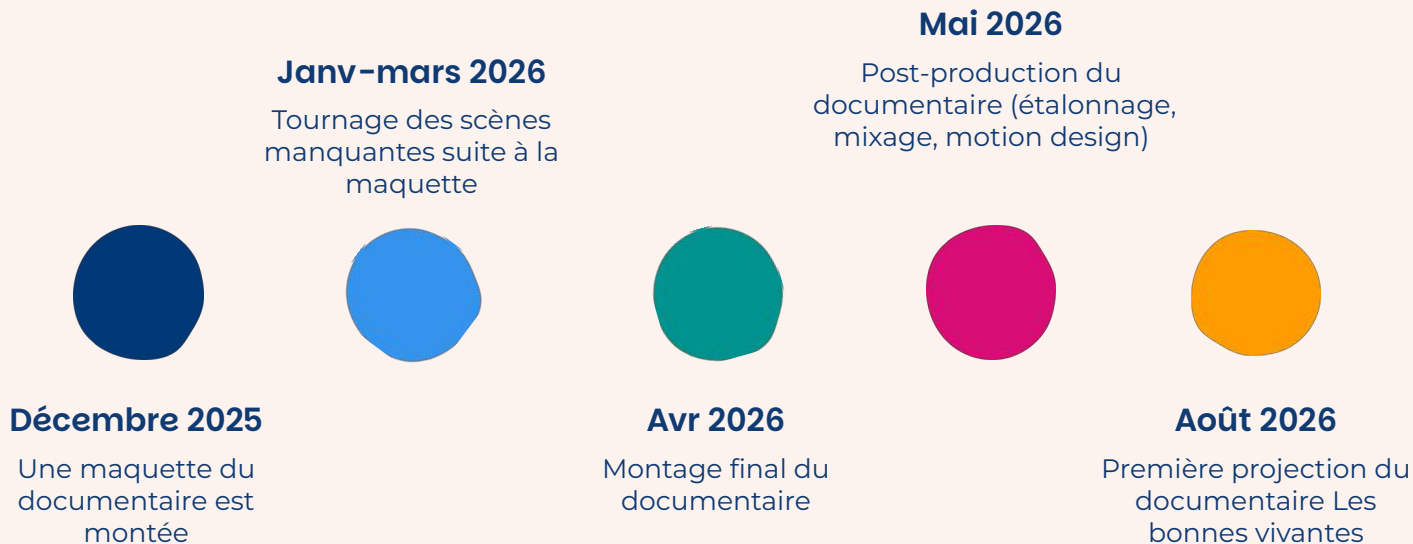 Décembre 2025
Une maquette du
documentaire est
montée
Janv-mars 2026
Tournage des scènes
manquantes suite à la
maquette
Avr 2026
Montage final du
documentaire
Mai 2026
Post-production du
documentaire (étalonnage,
mixage, motion design)
Août 2026
Première projection du
documentaire Les
bonnes vivantes